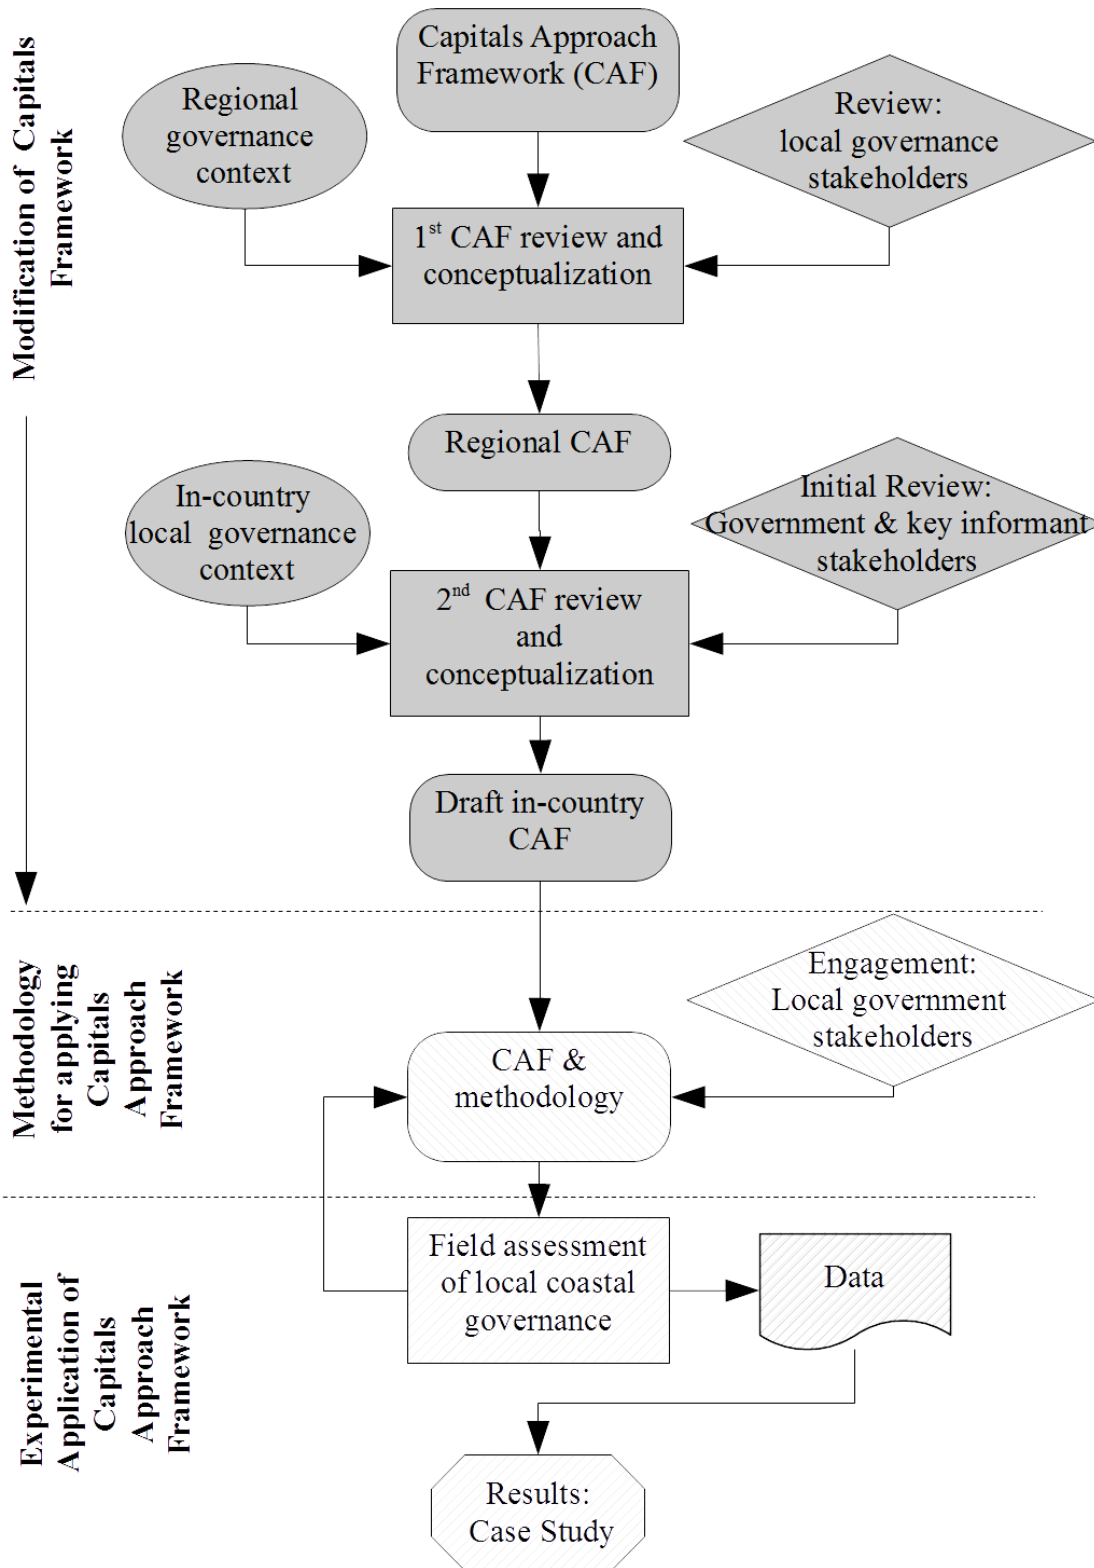 Modification of Capitals
Framework
Capitals Approach
Framework (CAF)
Regional
governance
context
Review:
local governance
stakeholders
1st CAF review and
conceptualization
Regional CAF
In-country
local governance
context
Initial Review:
Government & key informant
stakeholders
2nd CAF review
and
conceptualization
Draft in-country
CAF
Methodology
for applying
Capitals
Approach
Framework
Engagement:
Local government
stakeholders
CAF &
methodology
Experimental
Application of
Capitals
Approach
Framework
Field assessment
of local coastal
governance
Data
Results:
Case Study